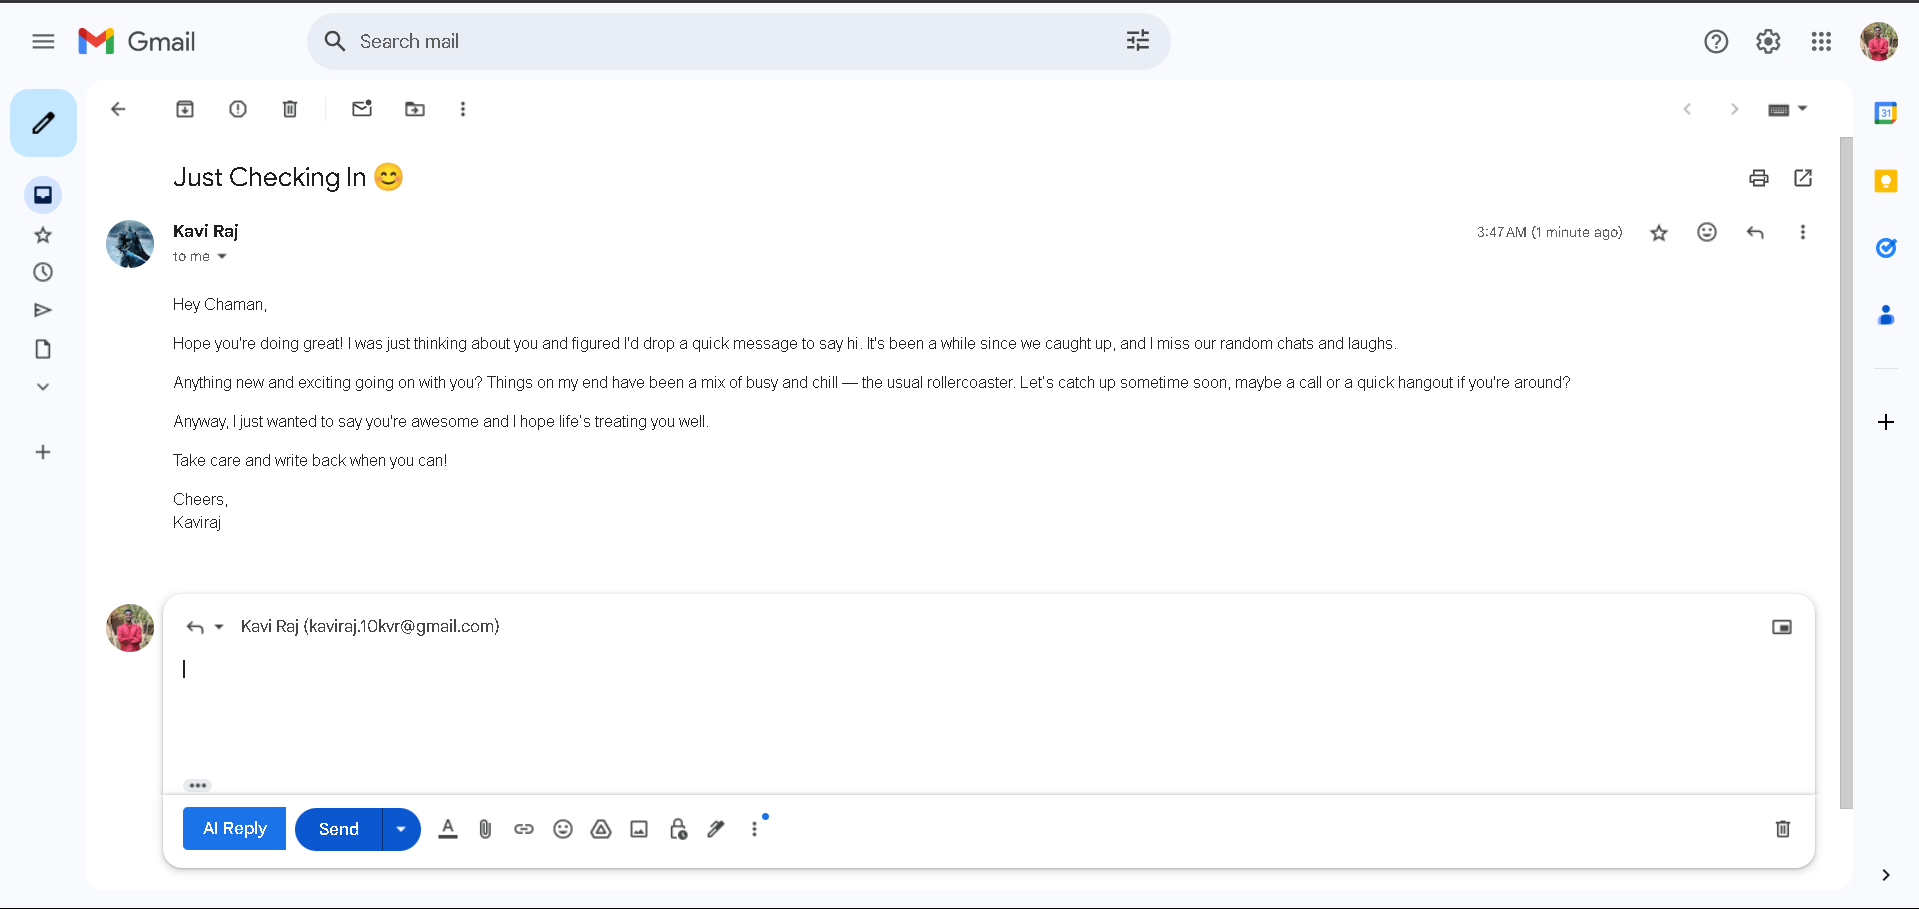 Gmail
Search mail
31
Just Checking In 😊
Kavi Raj
3:47 AM (1 minute ago)
to me
Hey Chaman,
Hope you're doing great! I was just thinking about you and figured I'd drop a quick message to say hi. It's been a while since we caught up, and I miss our random chats and laughs.
Anything new and exciting going on with you? Things on my end have been a mix of busy and chill — the usual rollercoaster. Let's catch up sometime soon, maybe a call or a quick hangout if you're around?
Anyway, I just wanted to say you're awesome and I hope life's treating you well.
Take care and write back when you can!
Cheers,
Kaviraj
Kavi Raj (kaviraj.10kvr@gmail.com)
AI Reply
Send